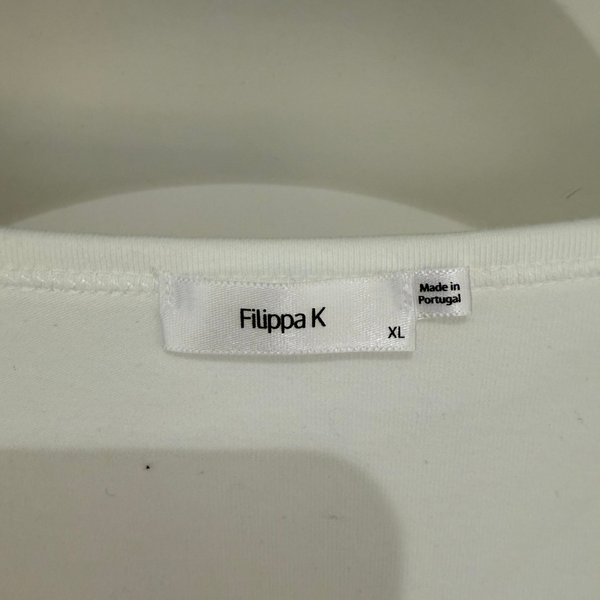 Filippa K
XL
Made in
Portugal